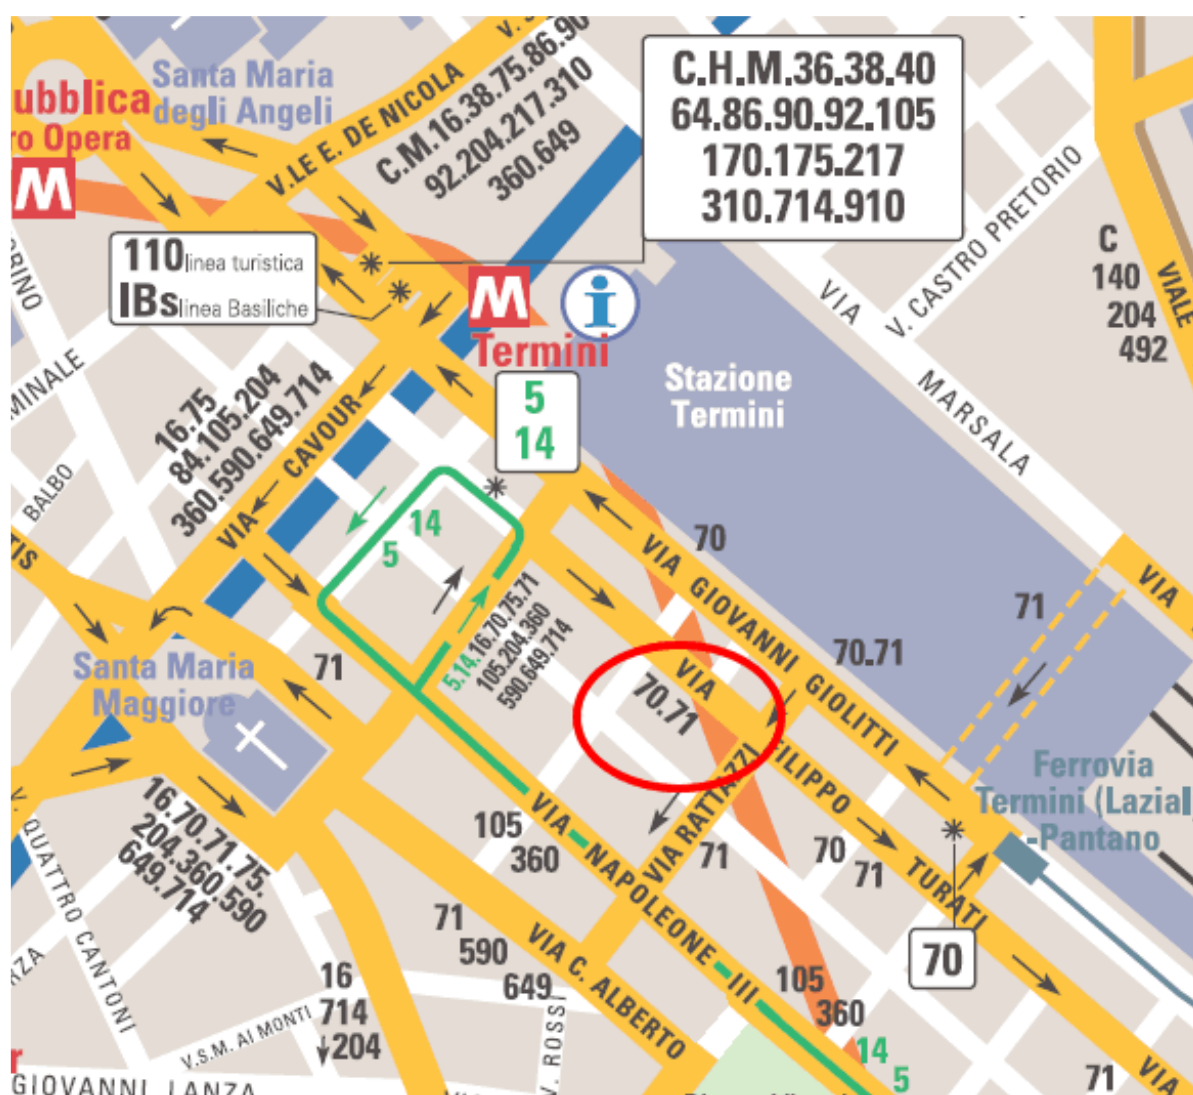 V. S
ubblica
ro Opera
M
Santa Maria
degli Angeli
V.LE E. DE NICOLA
C.M.16.38.75.86.90
92.204.217.310
360.649
C.H.M.36.38.40
64.86.90.92.105
170.175.217
310.714.910
110 linea turistica
IBs linea Basiliche
M
Termini
i
5
14
Stazione
Termini
VIA
MARSALA
V. CASTRO PRETORIO
C
140
204
492
VIALE
ORINO
MINALE
BALBO
TIS
16.75
84.105.204
360.590.649.714
VIA
CAVOUR
14
5
5.14.16.70.75.71
105.204.360
590.649.714
70
VIA GIOVANNI GIOLITTI
70.71
71
VIA
Santa Maria
Maggiore
71
VIA
70.71
FILIPPO
TURATI
VIA RATTAZZI
Ferrovia
Termini (Lazial
-Pantano
16.70.71.75.
204.360.590
649.714
V. QUATTRO CANTONI
105
360
VIA NAPOLEONE III
71
70
71
70
71
590
649
VIA C. ALBERTO
V. ROSSI
16
714
204
V.S.M. AI MONTI
ZA
105
360
14
5
71
VIA
r
GIOVANNI LANZA